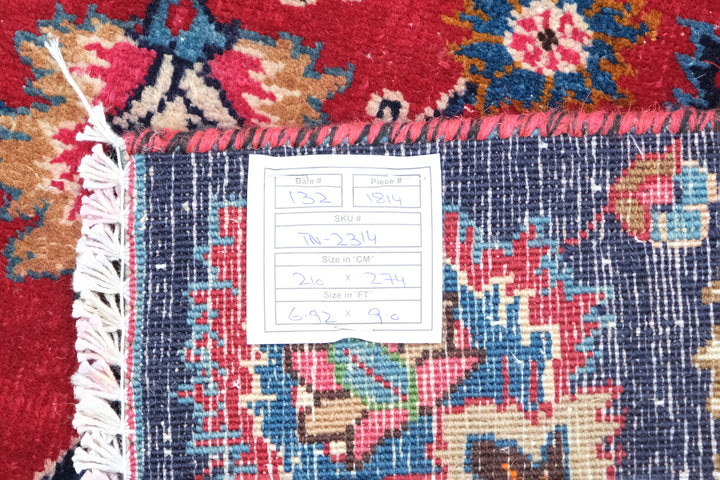 Bale # Piece #
132 1814
SKU #
TN-2314
Size in "CM"
210 x 274
Size in "FT"
6.92 x 9.0